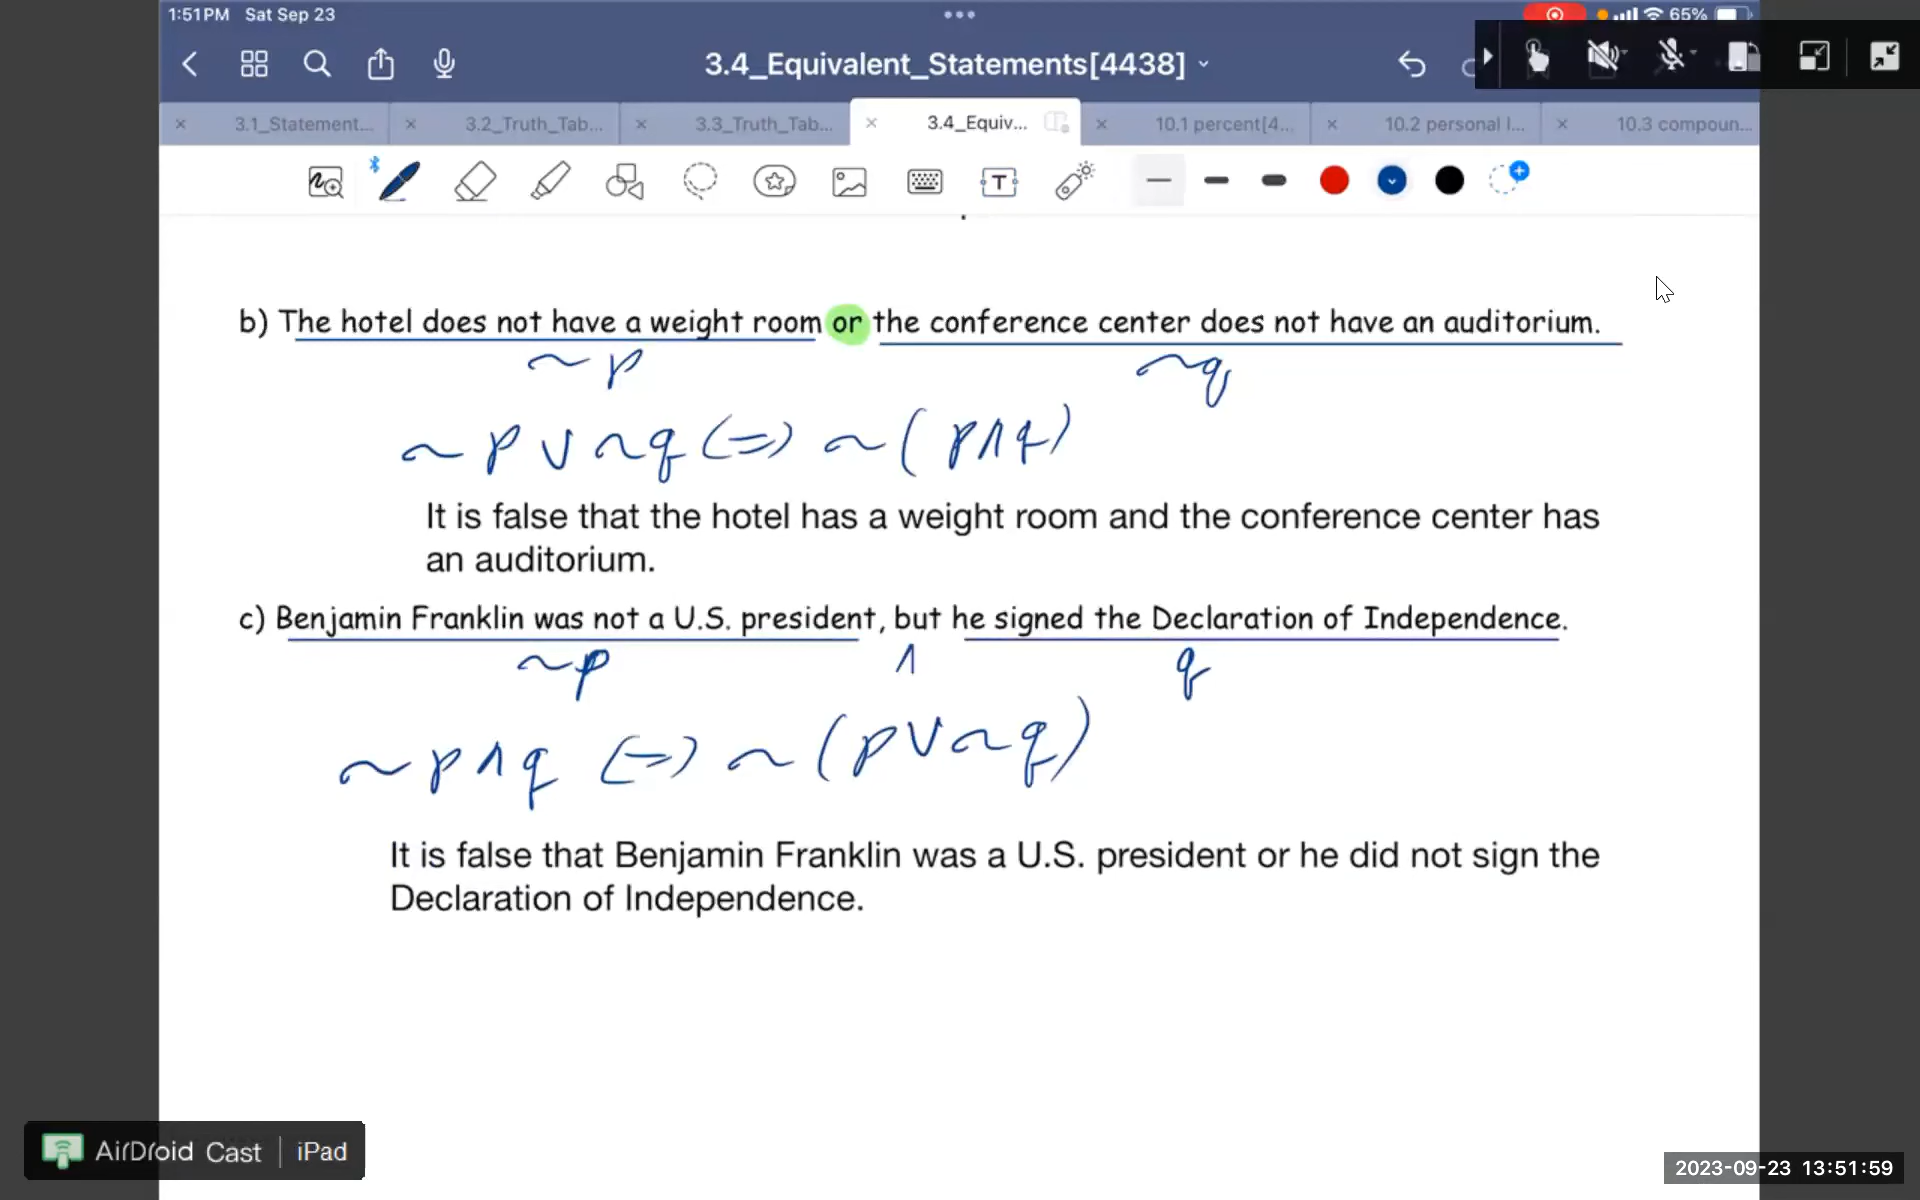 1:51PM Sat Sep 23
65%
3.4_Equivalent_Statements[4438]
3.1_Statement... 3.2_Truth_Tab... 3.3_Truth_Tab... 3.4_Equiv... 10.1 percent[4... 10.2 personal l... 10.3 compoun...
T
b) The hotel does not have a weight room or the conference center does not have an auditorium.
~p ~q
~p ∨ ~q (=) ~(p∧q)
It is false that the hotel has a weight room and the conference center has
an auditorium.
c) Benjamin Franklin was not a U.S. president, but he signed the Declaration of Independence.
~p ∧ q
~p∧q (=) ~(p∨~q)
It is false that Benjamin Franklin was a U.S. president or he did not sign the
Declaration of Independence.
AirDroid Cast | iPad
2023-09-23 13:51:59